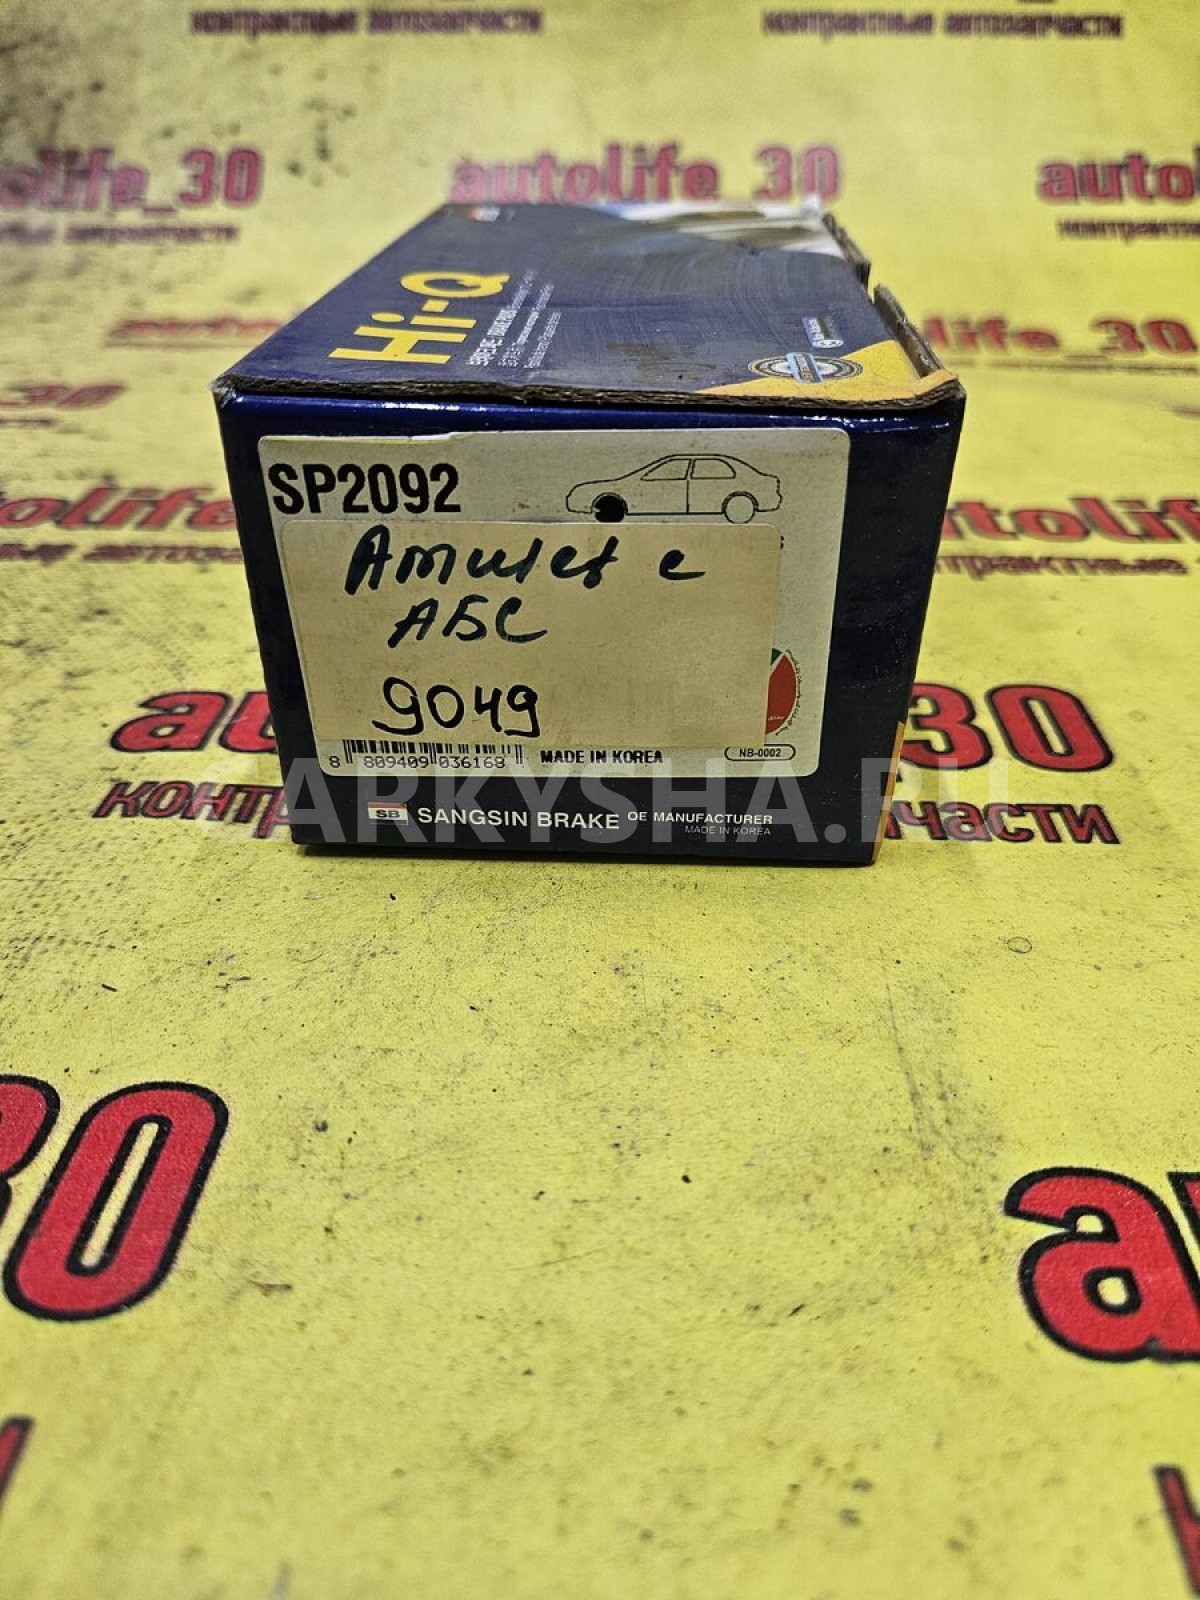 контрактные автозапчасти
контрактные автозапчасти
autolife_30
autolife_30
autolife_30
Hi-Q
SP2092
Amulet с
АБС
9049
8 809409 036168
MADE IN KOREA
NB-0002
SB SANGSIN BRAKE OE MANUFACTURER
MADE IN KOREA
CARKYSHA.RU